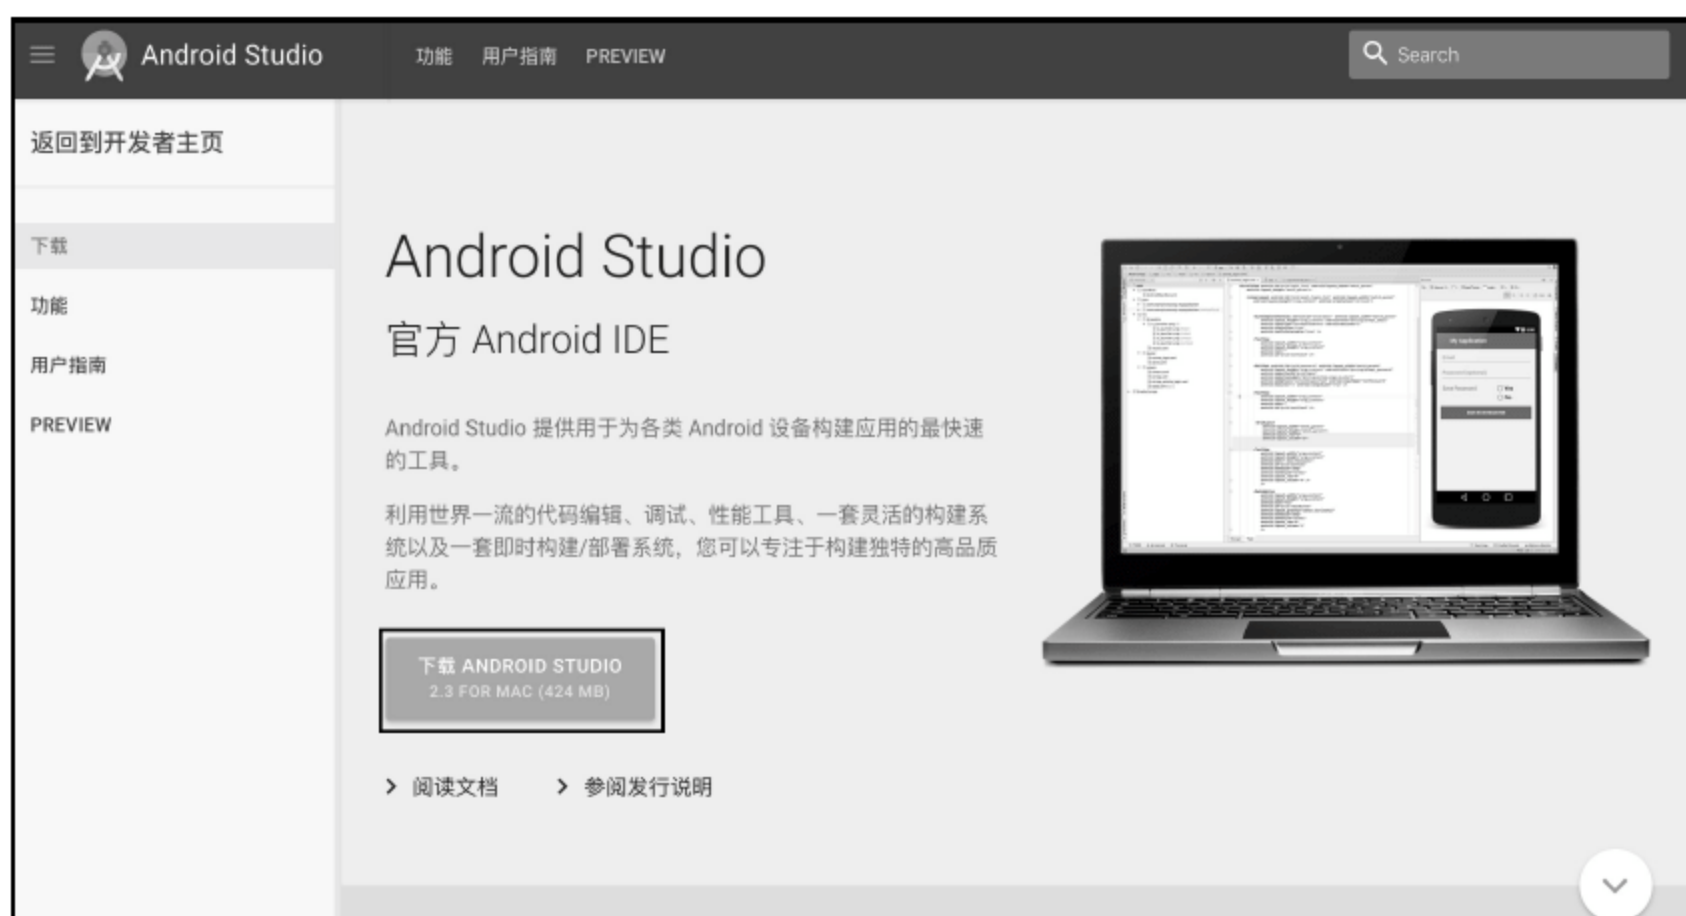 Android Studio
功能 用户指南 PREVIEW
Search
返回到开发者主页
下载
功能
用户指南
PREVIEW
Android Studio
官方 Android IDE
Android Studio 提供用于为各类 Android 设备构建应用的最快速
的工具。
利用世界一流的代码编辑、调试、性能工具、一套灵活的构建系
统以及一套即时构建/部署系统，您可以专注于构建独特的高品质
应用。
下载 ANDROID STUDIO
2.3 FOR MAC (424 MB)
阅读文档 参阅发行说明
My Application